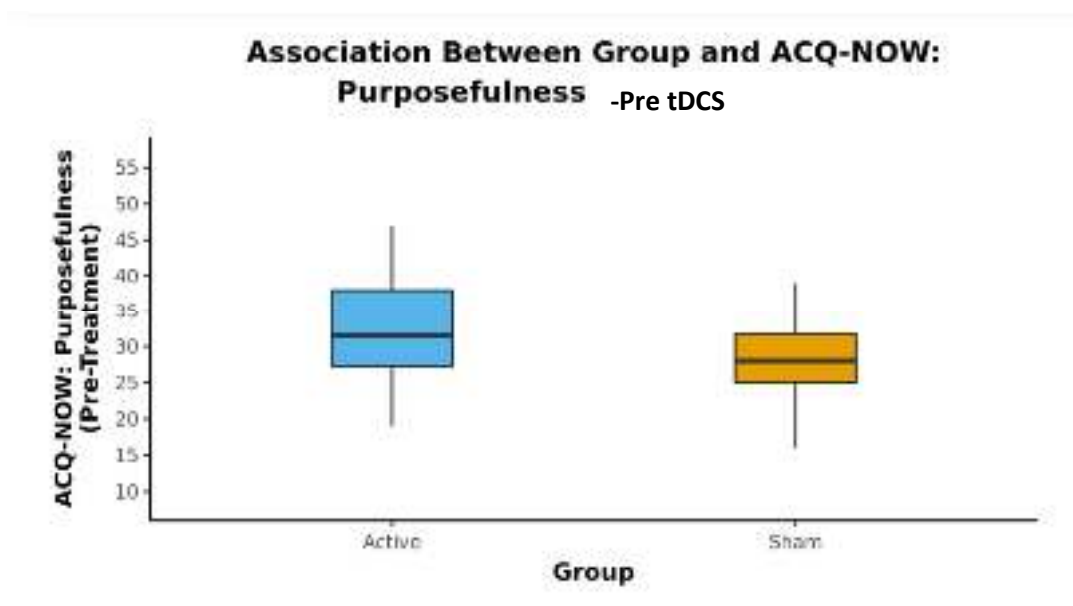 Association Between Group and ACQ-NOW:
Purposefulness -Pre tDCS
ACQ-NOW: Purposefulness
(Pre-Treatment)
55
50
45
40
35
30
25
20
15
10
Active
Sham
Group